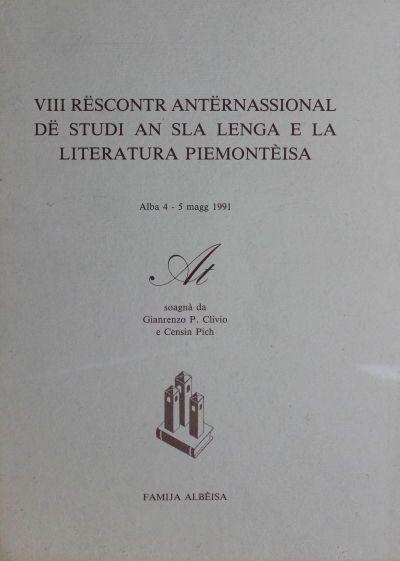 VIII RËSCONTR ANTËRNASSIONAL
DË STUDI AN SLA LENGA E LA
LITERATURA PIEMONTÈISA
Alba 4 - 5 magg 1991
At
soagnà da
Gianrenzo P. Clivio
e Censin Pich
FAMIJA ALBÈISA